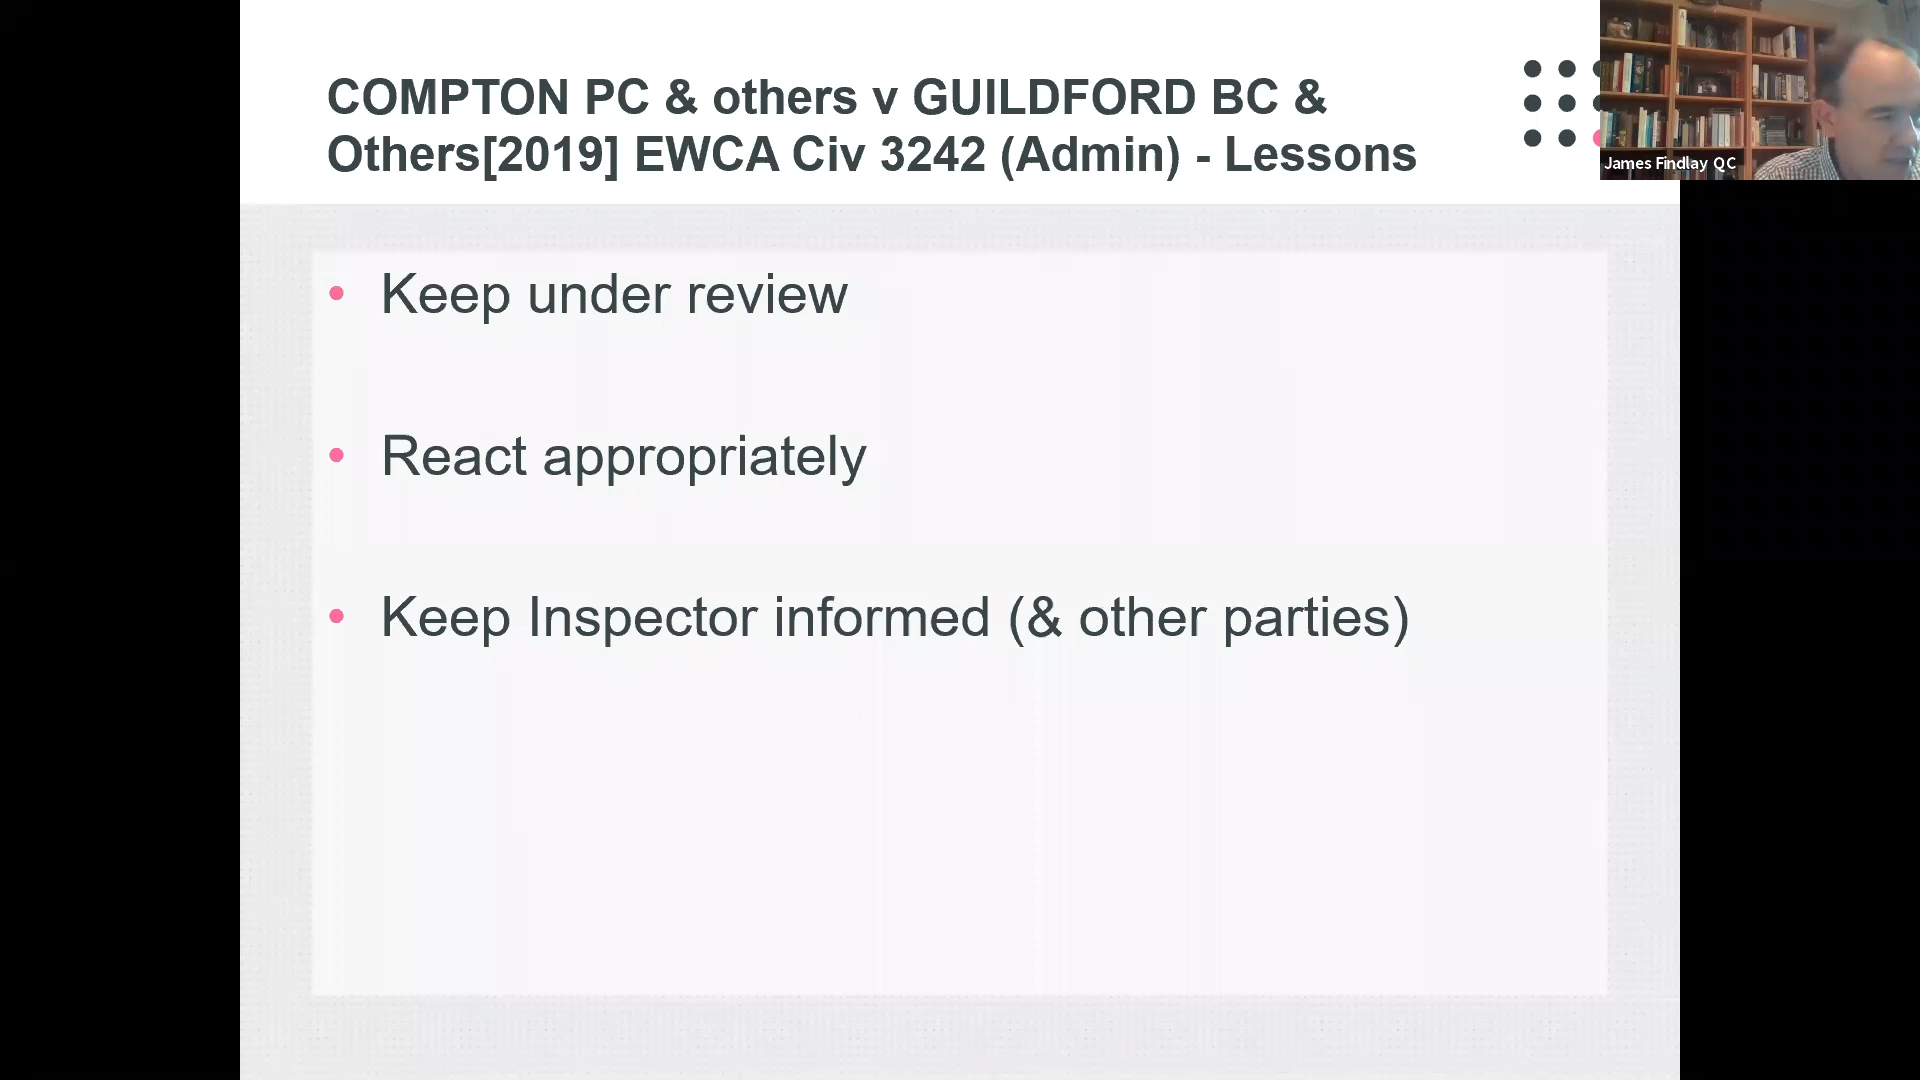 COMPTON PC & others v GUILDFORD BC &
Others[2019] EWCA Civ 3242 (Admin) - Lessons
James Findlay QC
• Keep under review
• React appropriately
• Keep Inspector informed (& other parties)